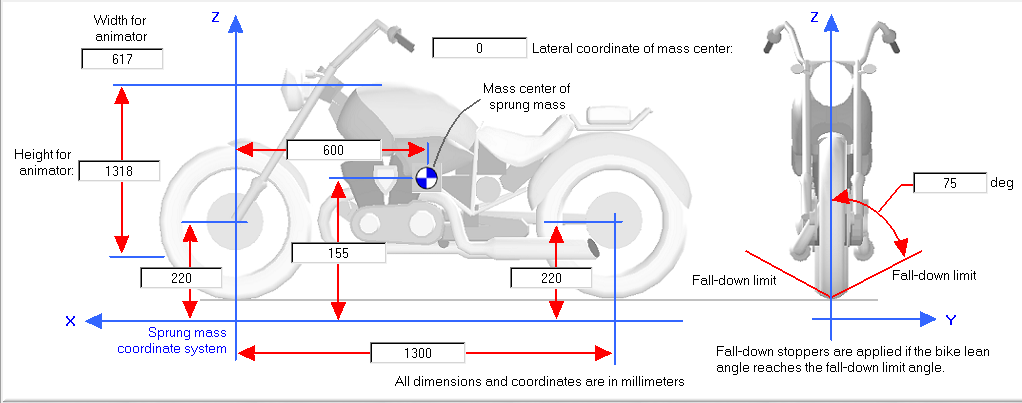 Width for
animator
617
Z
0
Lateral coordinate of mass center:
Z
Mass center of
sprung mass
600
Height for
animator:
1318
75
deg
155
220
220
Fall-down limit
Fall-down limit
X
Y
Sprung mass
coordinate system
1300
Fall-down stoppers are applied if the bike lean
angle reaches the fall-down limit angle.
All dimensions and coordinates are in millimeters